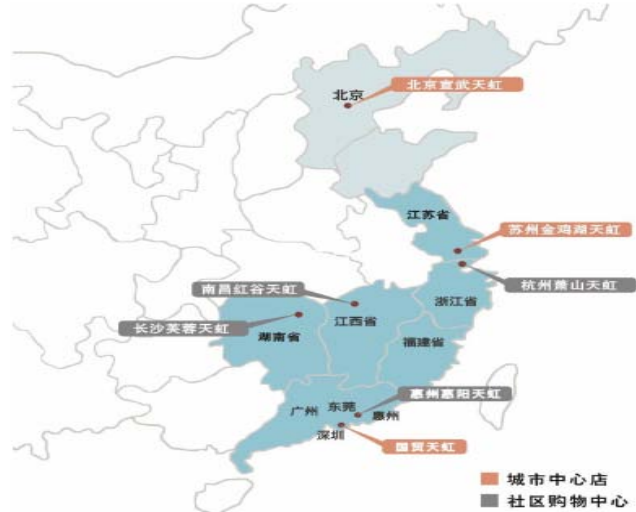 北京宣武天虹
北京
江苏省
苏州金鸡湖天虹
杭州萧山天虹
南昌红谷天虹
浙江省
长沙芙蓉天虹
江西省
湖南省
福建省
惠州惠阳天虹
广州
东莞
惠州
深圳
国贸天虹
城市中心店
社区购物中心